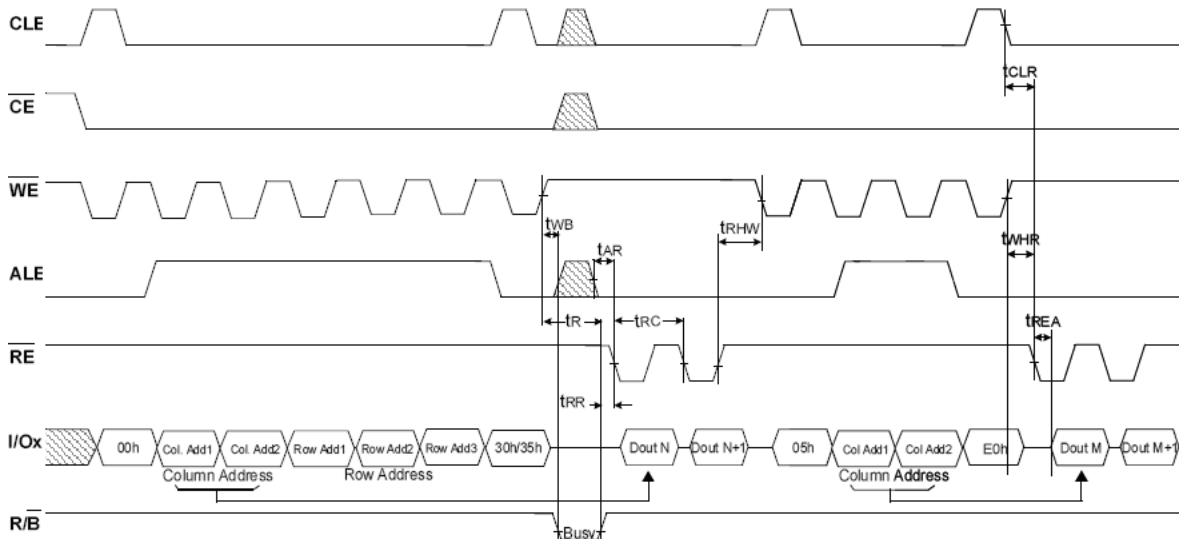 CLE
tCLR
CE
WE
tWB
tRHW
tWHR
tAR
ALE
tR
tRC
tREA
RE
tRR
I/Ox
00h Col. Add1 Col. Add2 Row Add1 Row Add2 Row Add3 30h/35h Dout N Dout N+1 05h Col Add1 Col Add2 E0h Dout M Dout M+1
Column Address Row Address Column Address
R/B
Busy